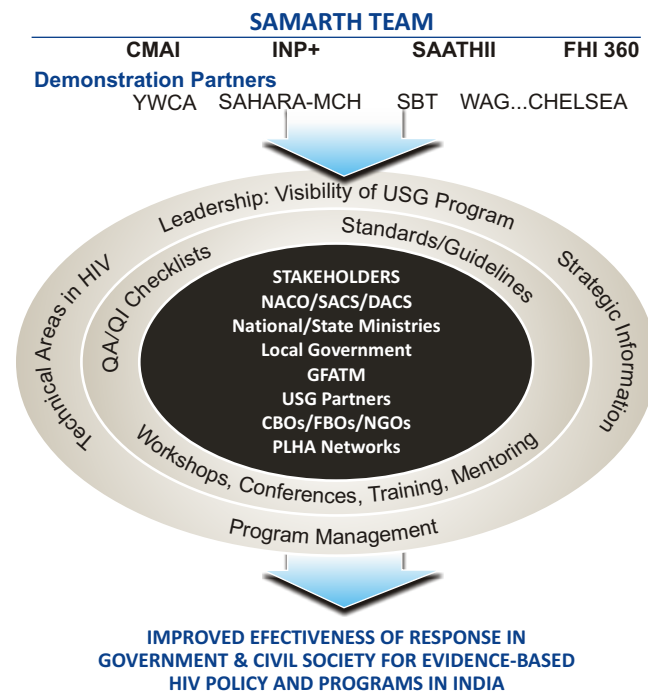 SAMARTH TEAM
CMAI INP+ SAATHII FHI 360
Demonstration Partners
YWCA SAHARA-MCH SBT WAG...CHELSEA
Leadership: Visibility of USG Program
Technical Areas in HIV
Strategic Information
QA/QI Checklists
Standards/Guidelines
STAKEHOLDERS
NACO/SACS/DACS
National/State Ministries
Local Government
GFATM
USG Partners
CBOs/FBOs/NGOs
PLHA Networks
Workshops, Conferences, Training, Mentoring
Program Management
IMPROVED EFECTIVENESS OF RESPONSE IN
GOVERNMENT & CIVIL SOCIETY FOR EVIDENCE-BASED
HIV POLICY AND PROGRAMS IN INDIA